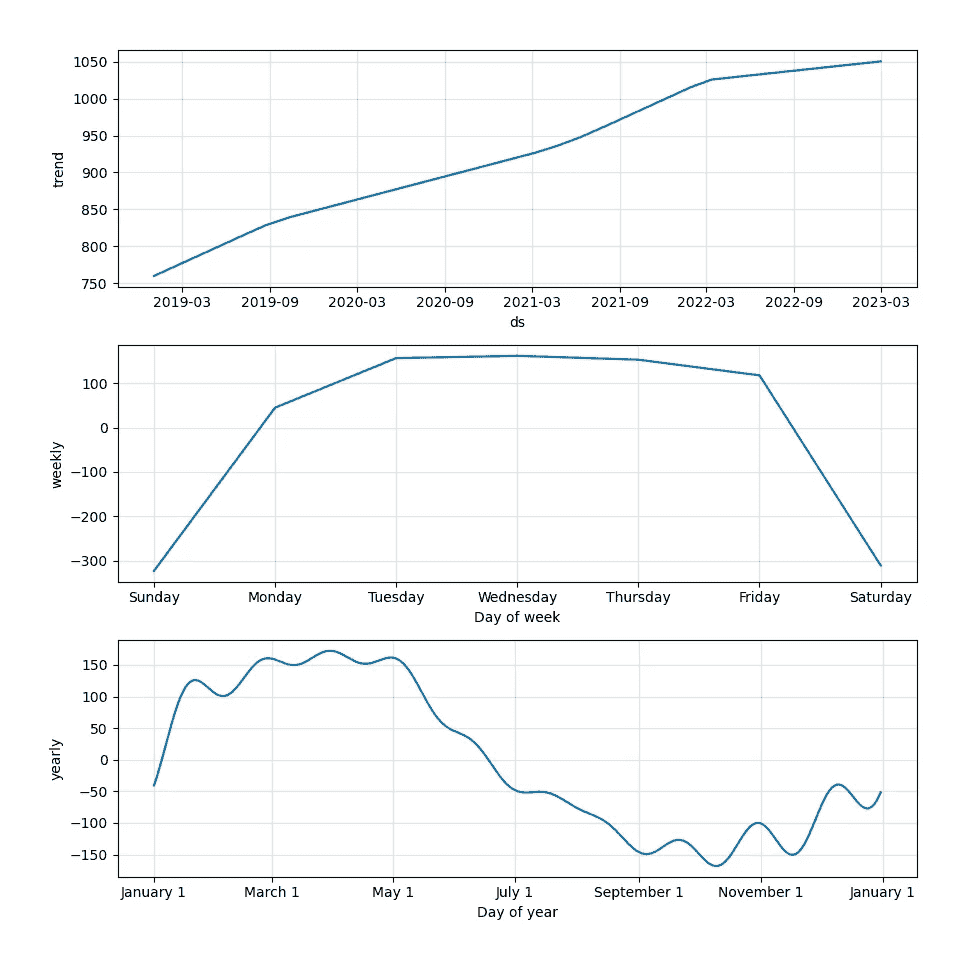 1050
1000
950
900
850
800
750
trend
2019-03 2019-09 2020-03 2020-09 2021-03 2021-09 2022-03 2022-09 2023-03
ds
100
0
−100
−200
−300
weekly
Sunday Monday Tuesday Wednesday Thursday Friday Saturday
Day of week
150
100
50
0
−50
−100
−150
yearly
January 1 March 1 May 1 July 1 September 1 November 1 January 1
Day of year